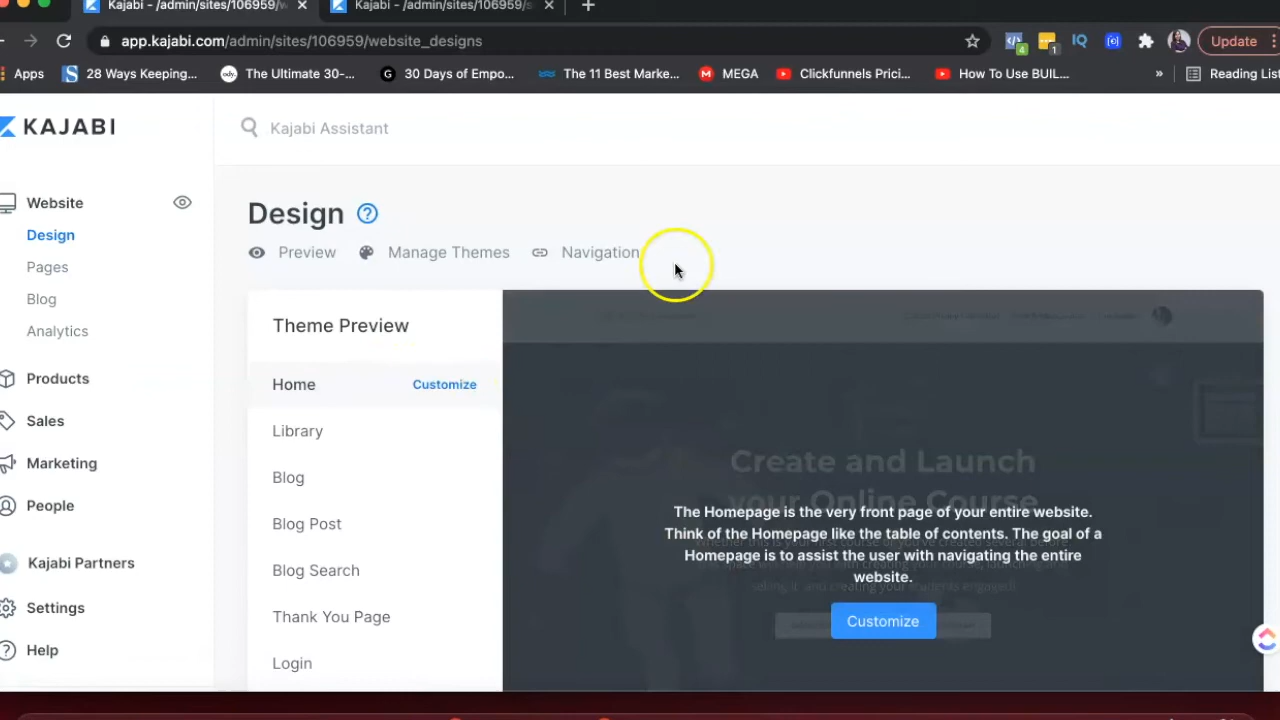 Kajabi - /admin/sites/106959/w
Kajabi - /admin/sites/106959/s
app.kajabi.com/admin/sites/106959/website_designs
4
1
IQ
Update
Apps
28 Ways Keeping...
ody.
The Ultimate 30-...
G
30 Days of Empo...
The 11 Best Marke...
MEGA
Clickfunnels Prici...
How To Use BUIL...
»
Reading List
KAJABI
Kajabi Assistant
Website
Design
Pages
Blog
Analytics
Products
Sales
Marketing
People
Kajabi Partners
Settings
Help
Design
Preview
Manage Themes
Navigation
Theme Preview
Home
Customize
Library
Blog
Blog Post
Blog Search
Thank You Page
Login
Create and Launch
your Online Course
The Homepage is the very front page of your entire website.
Think of the Homepage like the table of contents. The goal of a
Homepage is to assist the user with navigating the entire
website.
Customize